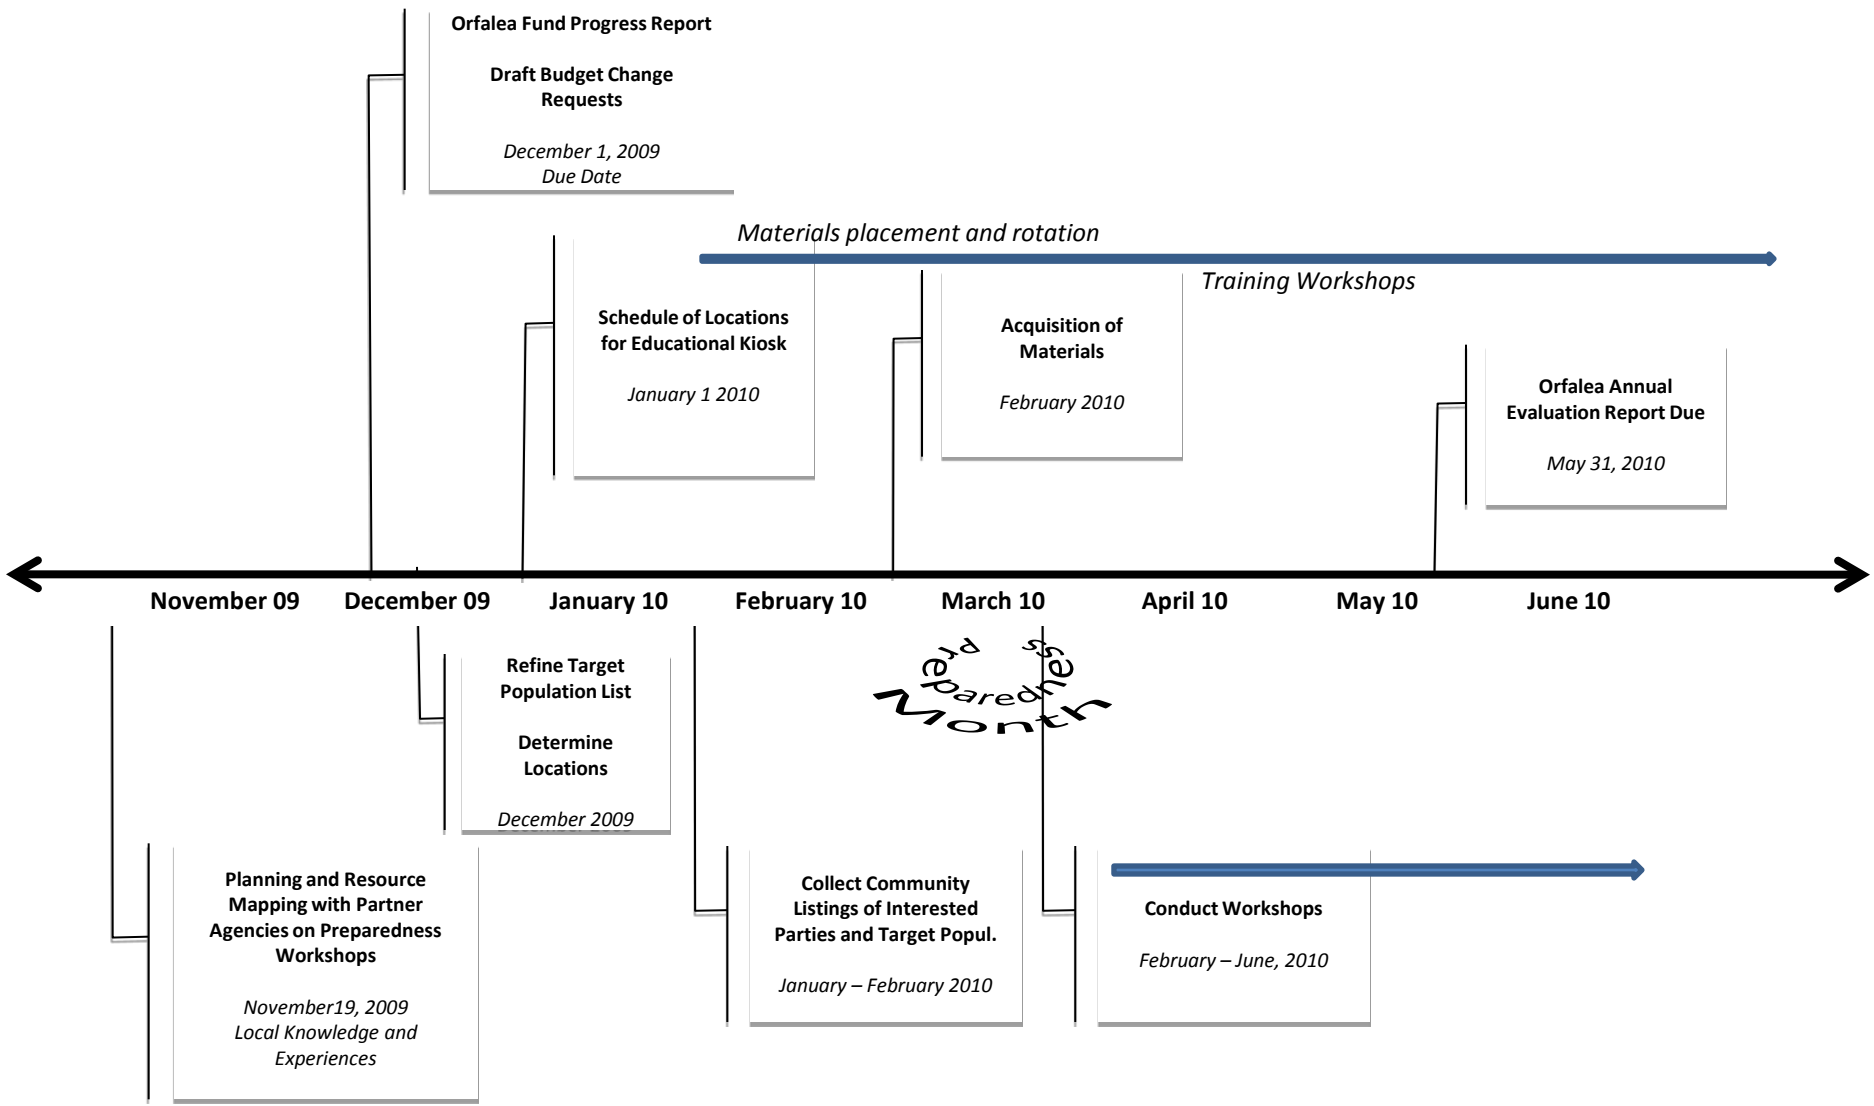 Orfalea Fund Progress Report
Draft Budget Change
Requests
December 1, 2009
Due Date
Materials placement and rotation
Training Workshops
Schedule of Locations
for Educational Kiosk
January 1 2010
Acquisition of
Materials
February 2010
Orfalea Annual
Evaluation Report Due
May 31, 2010
November 09
December 09
January 10
February 10
March 10
April 10
May 10
June 10
Preparedness
Month
Refine Target
Population List
Determine
Locations
December 2009
Planning and Resource
Mapping with Partner
Agencies on Preparedness
Workshops
November19, 2009
Local Knowledge and
Experiences
Collect Community
Listings of Interested
Parties and Target Popul.
January – February 2010
Conduct Workshops
February – June, 2010